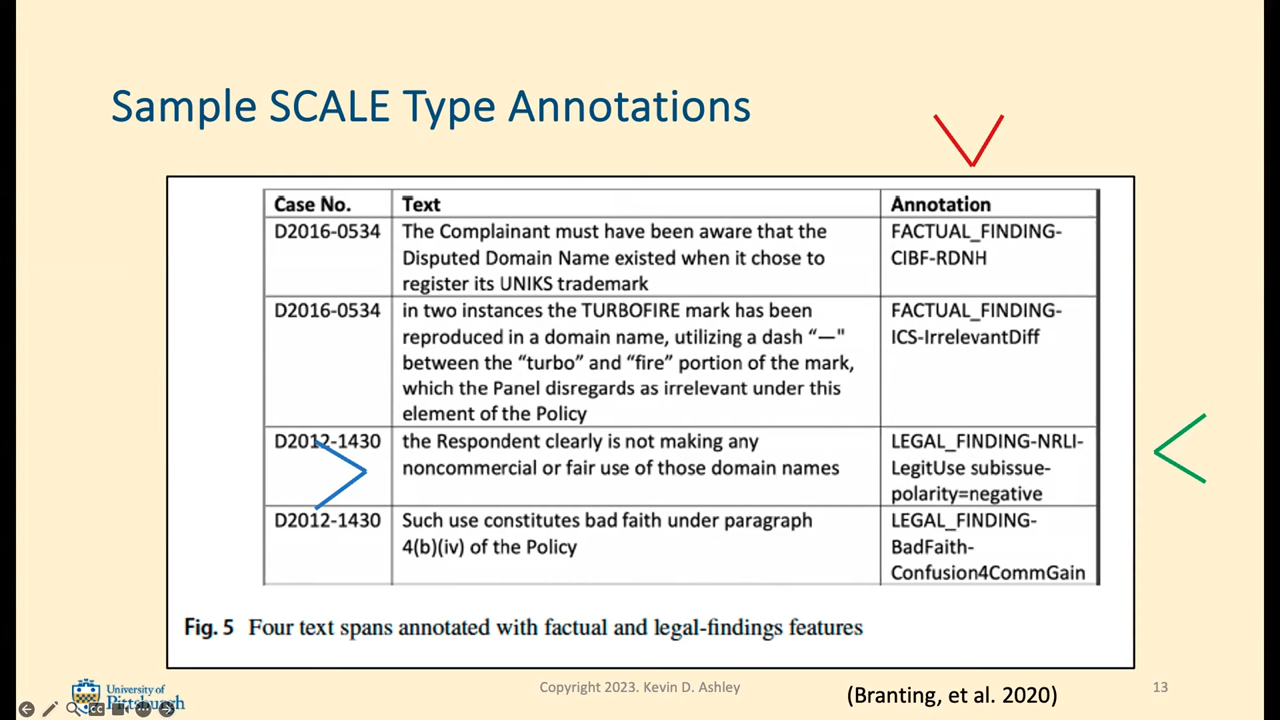 Sample SCALE Type Annotations
Case No. Text Annotation
D2016-0534 The Complainant must have been aware that the FACTUAL_FINDING-
Disputed Domain Name existed when it chose to CIBF-RDNH
register its UNIKS trademark
D2016-0534 in two instances the TURBOFIRE mark has been FACTUAL_FINDING-
reproduced in a domain name, utilizing a dash “—" ICS-IrrelevantDiff
between the “turbo” and “fire” portion of the mark,
which the Panel disregards as irrelevant under this
element of the Policy
D2012-1430 the Respondent clearly is not making any LEGAL_FINDING-NRLI-
noncommercial or fair use of those domain names LegitUse subissue-
polarity=negative
D2012-1430 Such use constitutes bad faith under paragraph LEGAL_FINDING-
4(b)(iv) of the Policy BadFaith-
Confusion4CommGain
Fig. 5 Four text spans annotated with factual and legal-findings features
University of
Pittsburgh
Copyright 2023. Kevin D. Ashley
(Branting, et al. 2020)
13